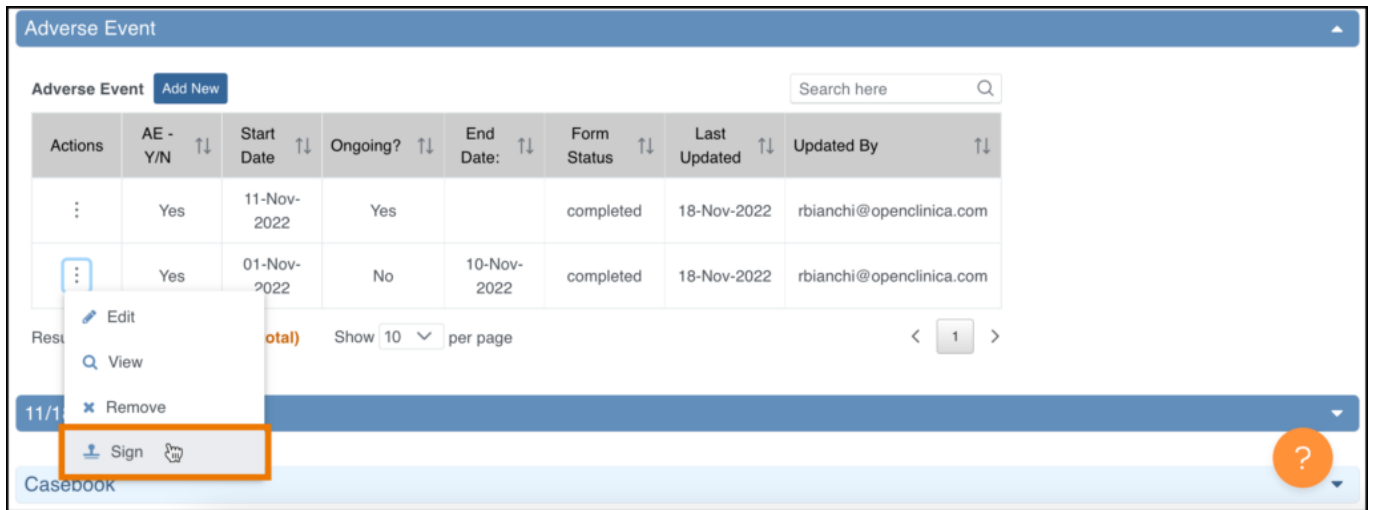 Adverse Event
Adverse Event Add New Search here
Actions AE - Y/N Start Date Ongoing? End Date: Form Status Last Updated Updated By
Yes 11-Nov-2022 Yes completed 18-Nov-2022 rbianchi@openclinica.com
Yes 01-Nov-2022 No 10-Nov-2022 completed 18-Nov-2022 rbianchi@openclinica.com
Edit
Show 10 per page 1
View
Remove
Sign
?
Casebook